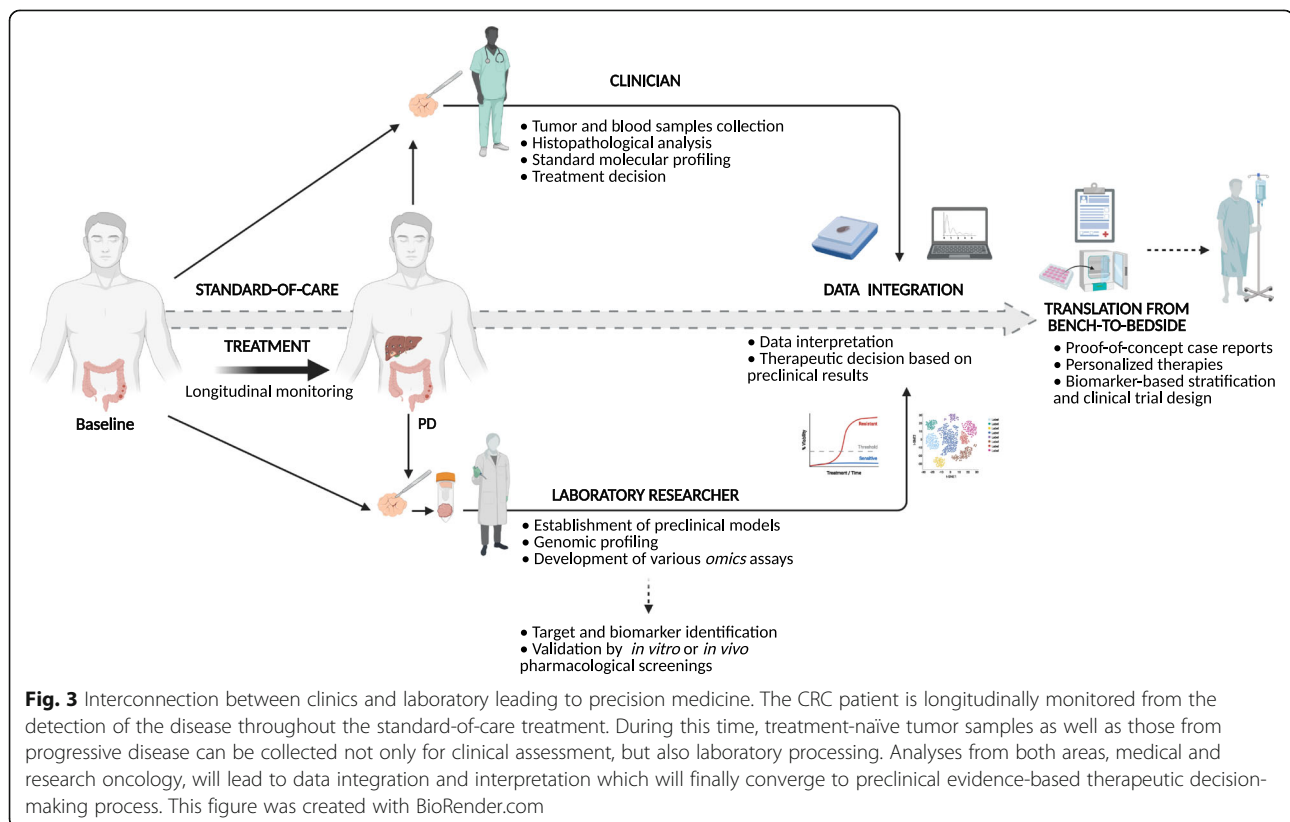 CLINICIAN
• Tumor and blood samples collection
• Histopathological analysis
• Standard molecular profiling
• Treatment decision
STANDARD-OF-CARE
TREATMENT
Longitudinal monitoring
Baseline
PD
DATA INTEGRATION
• Data interpretation
• Therapeutic decision based on
preclinical results
TRANSLATION FROM
BENCH-TO-BEDSIDE
• Proof-of-concept case reports
• Personalized therapies
• Biomarker-based stratification
and clinical trial design
% Viability
Resistant
Threshold
Sensitive
Treatment / Time
LABORATORY RESEARCHER
• Establishment of preclinical models
• Genomic profiling
• Development of various omics assays
• Target and biomarker identification
• Validation by in vitro or in vivo
pharmacological screenings
Fig. 3 Interconnection between clinics and laboratory leading to precision medicine. The CRC patient is longitudinally monitored from the
detection of the disease throughout the standard-of-care treatment. During this time, treatment-naïve tumor samples as well as those from
progressive disease can be collected not only for clinical assessment, but also laboratory processing. Analyses from both areas, medical and
research oncology, will lead to data integration and interpretation which will finally converge to preclinical evidence-based therapeutic decision-
making process. This figure was created with BioRender.com